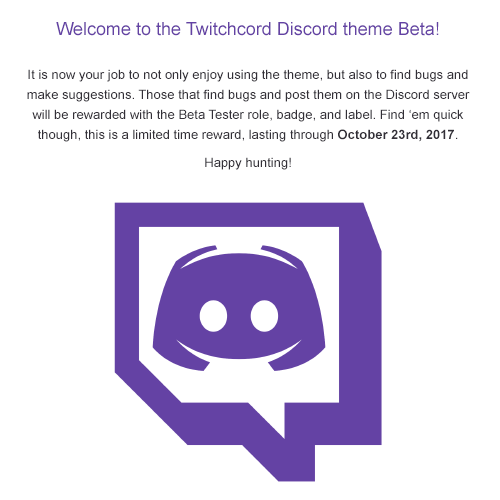 Welcome to the Twitchcord Discord theme Beta!
It is now your job to not only enjoy using the theme, but also to find bugs and
make suggestions. Those that find bugs and post them on the Discord server
will be rewarded with the Beta Tester role, badge, and label. Find ‘em quick
though, this is a limited time reward, lasting through October 23rd, 2017.
Happy hunting!